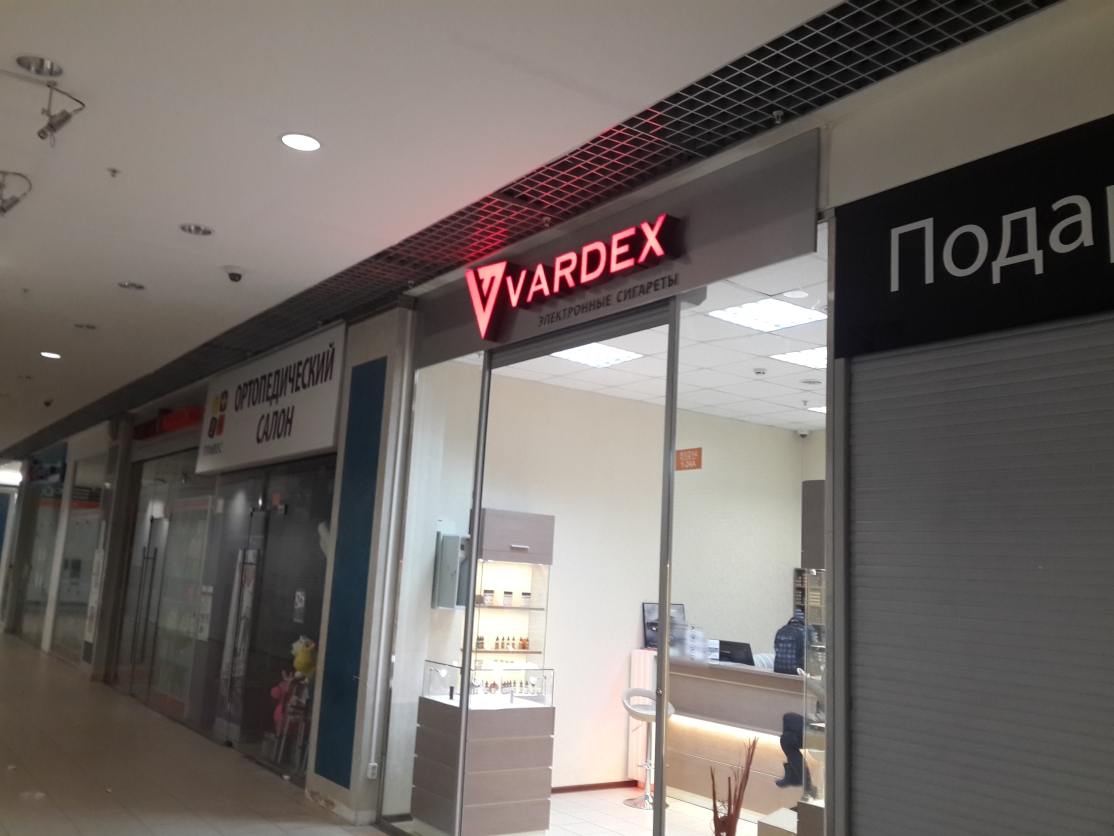 ОРТОПЕДИЧЕСКИЙ
САЛОН
VARDEX
ЭЛЕКТРОННЫЕ СИГАРЕТЫ
Пода